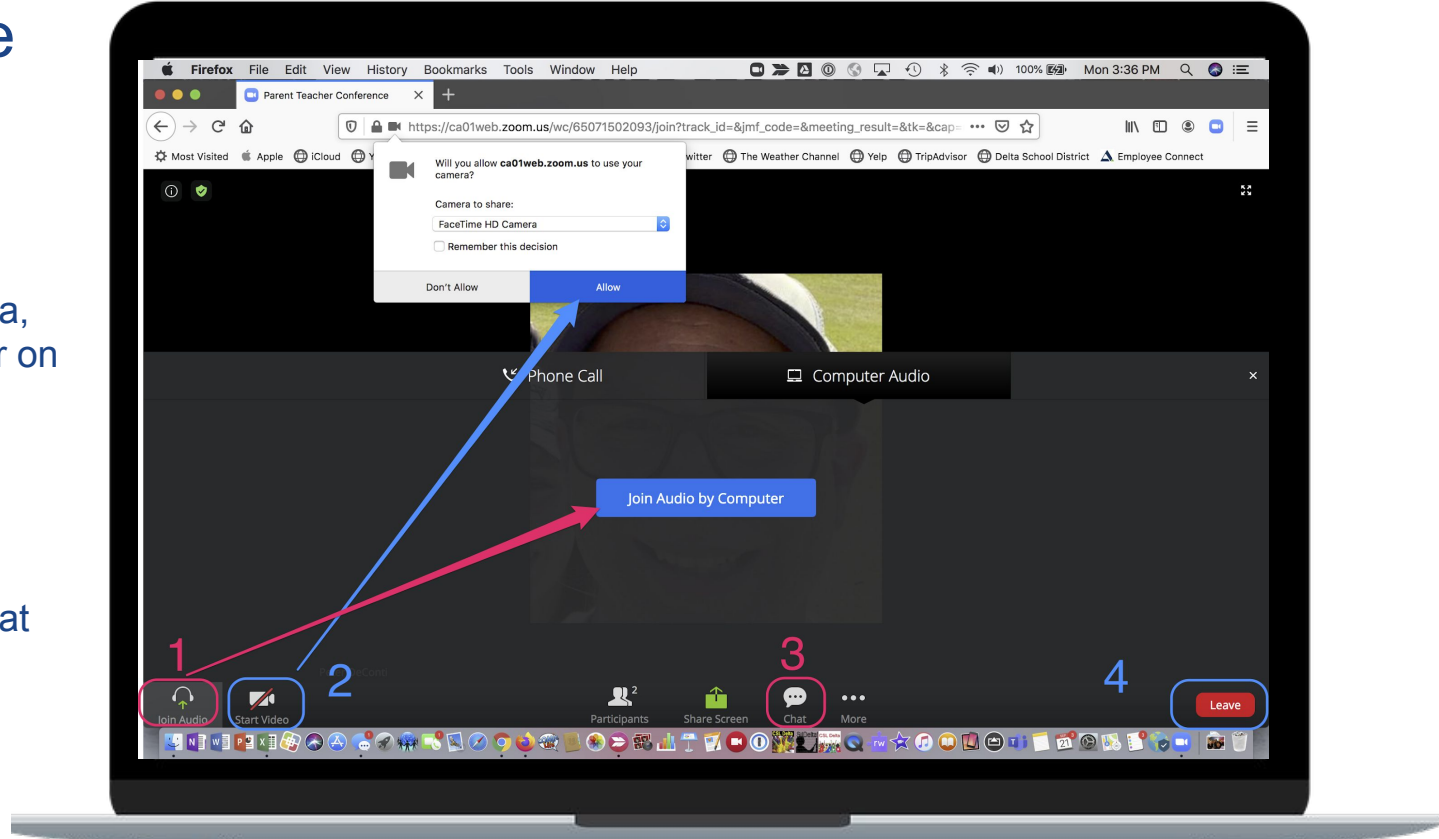 e
a,
r on
at
Firefox File Edit View History Bookmarks Tools Window Help 100% Mon 3:36 PM
Parent Teacher Conference
https://ca01web.zoom.us/wc/65071502093/join?track_id=&jmf_code=&meeting_result=&tk=&cap=
Most Visited Apple iCloud Y witter The Weather Channel Yelp TripAdvisor Delta School District Employee Connect
Will you allow ca01web.zoom.us to use your
camera?
Camera to share:
FaceTime HD Camera
Remember this decision
Don't Allow Allow
Phone Call Computer Audio
Join Audio by Computer
1 2 3 4
Join Audio Start Video Participants 2 Share Screen Chat More Leave